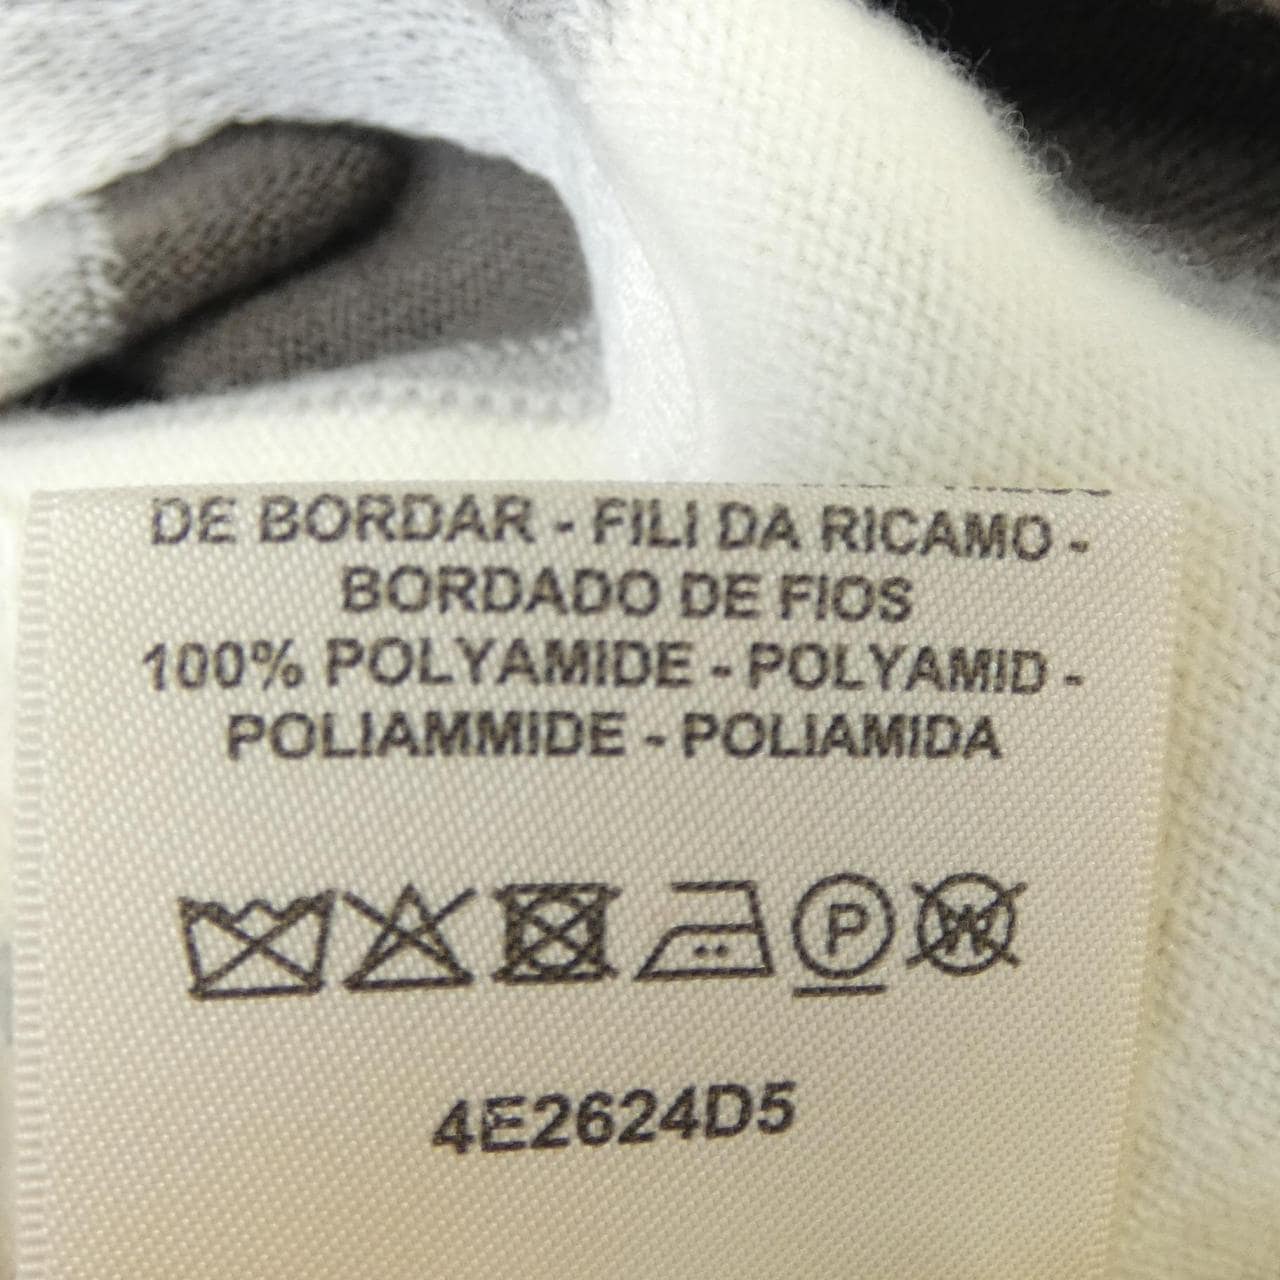 DE BORDAR - FILI DA RICAMO -
BORDADO DE FIOS
100% POLYAMIDE - POLYAMID -
POLIAMMIDE - POLIAMIDA
P
W
4E2624D5